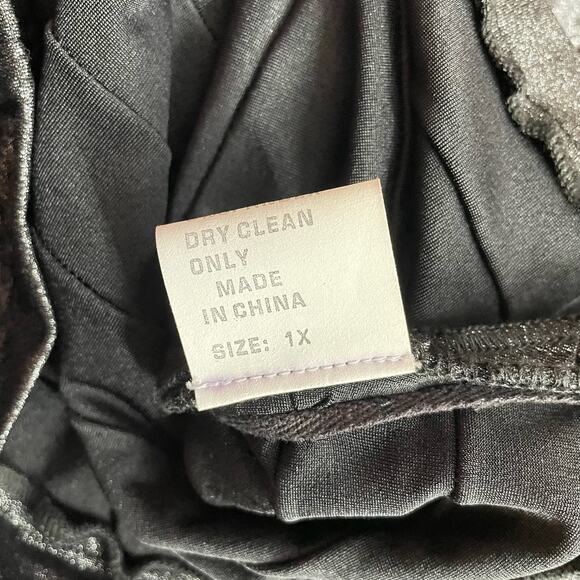 DRY CLEAN
ONLY
MADE
IN CHINA
SIZE: 1X